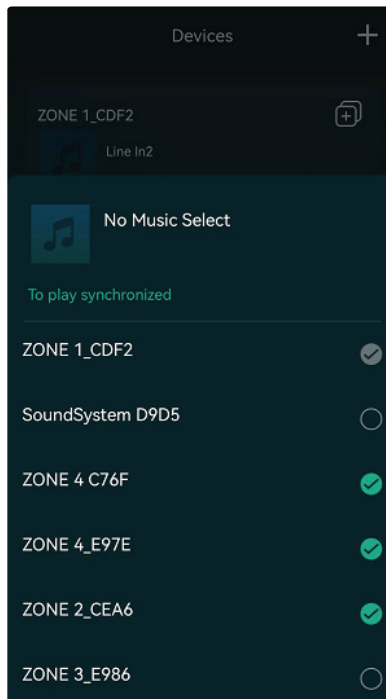 Devices
ZONE 1_CDF2
Line In2
No Music Select
To play synchronized
ZONE 1_CDF2
SoundSystem D9D5
ZONE 4 C76F
ZONE 4_E97E
ZONE 2_CEA6
ZONE 3_E986